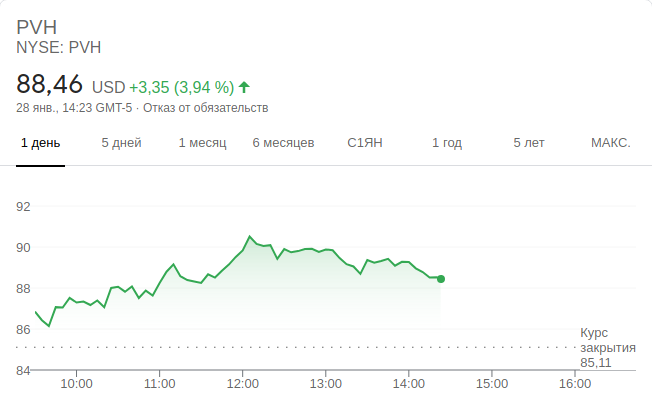 PVH
NYSE: PVH
88,46 USD +3,35 (3,94 %)
28 янв., 14:23 GMT-5 · Отказ от обязательств
1 день 5 дней 1 месяц 6 месяцев С1ЯН 1 год 5 лет МАКС.
92
90
88
86
Курс
закрытия
85,11
84
10:00 11:00 12:00 13:00 14:00 15:00 16:00